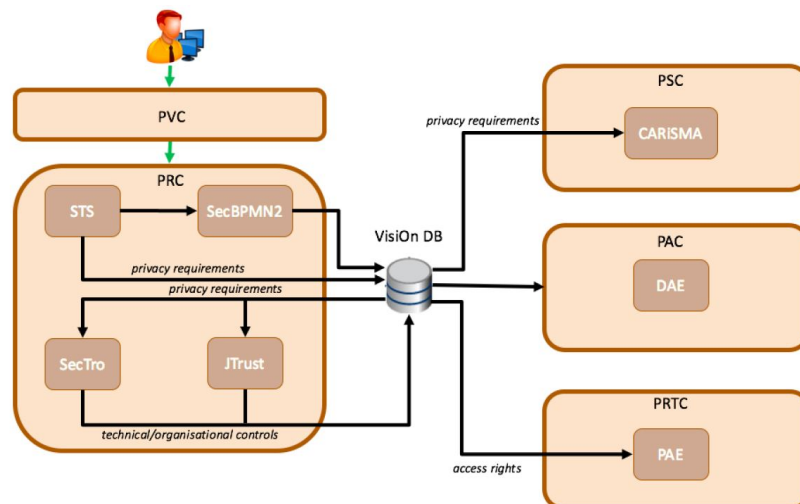 PVC
PRC
STS
SecBPMN2
privacy requirements
privacy requirements
SecTro
JTrust
technical/organisational controls
VisiOn DB
PSC
privacy requirements
CARISMA
PAC
DAE
PRTC
PAE
access rights